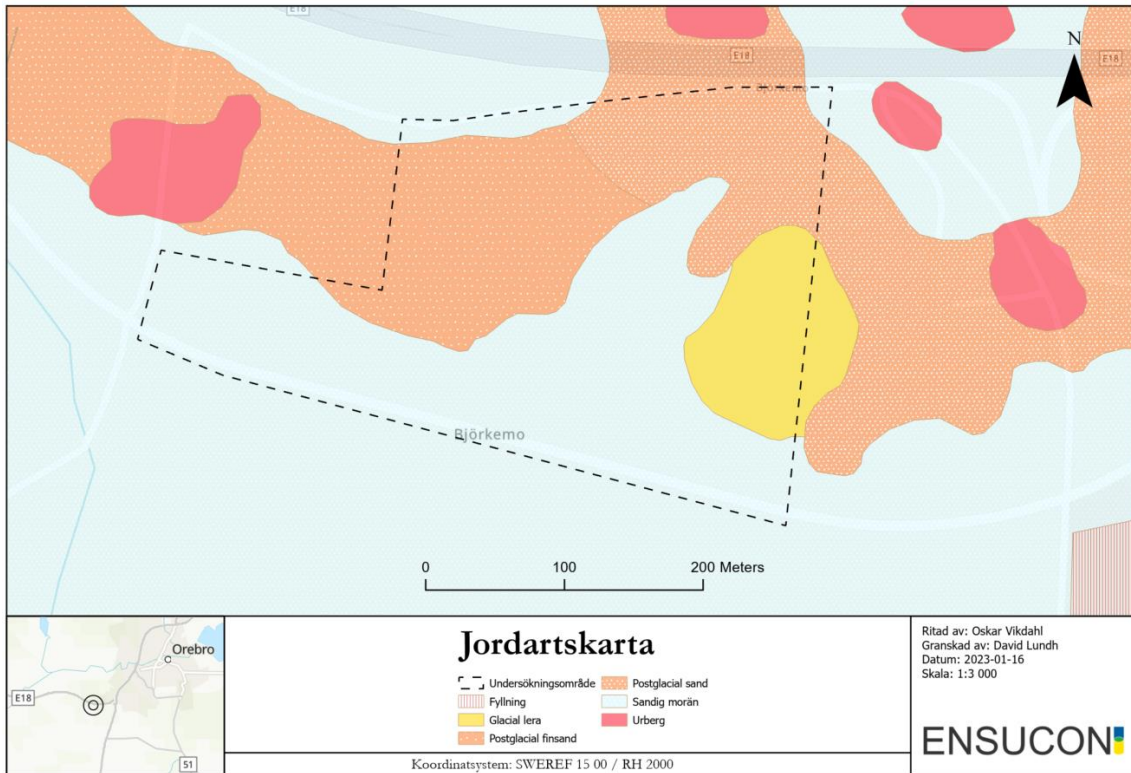 E18
E18
E18
Björkemo
N
Björkemo
0 100 200 Meters
Örebro
E18
51
Jordartskarta
Undersökningsområde
Fyllning
Glacial lera
Postglacial finsand
Postglacial sand
Sandig morän
Urberg
Koordinatsystem: SWEREF 15 00 / RH 2000
Ritad av: Oskar Vikdahl
Granskad av: David Lundh
Datum: 2023-01-16
Skala: 1:3 000
ENSUCON